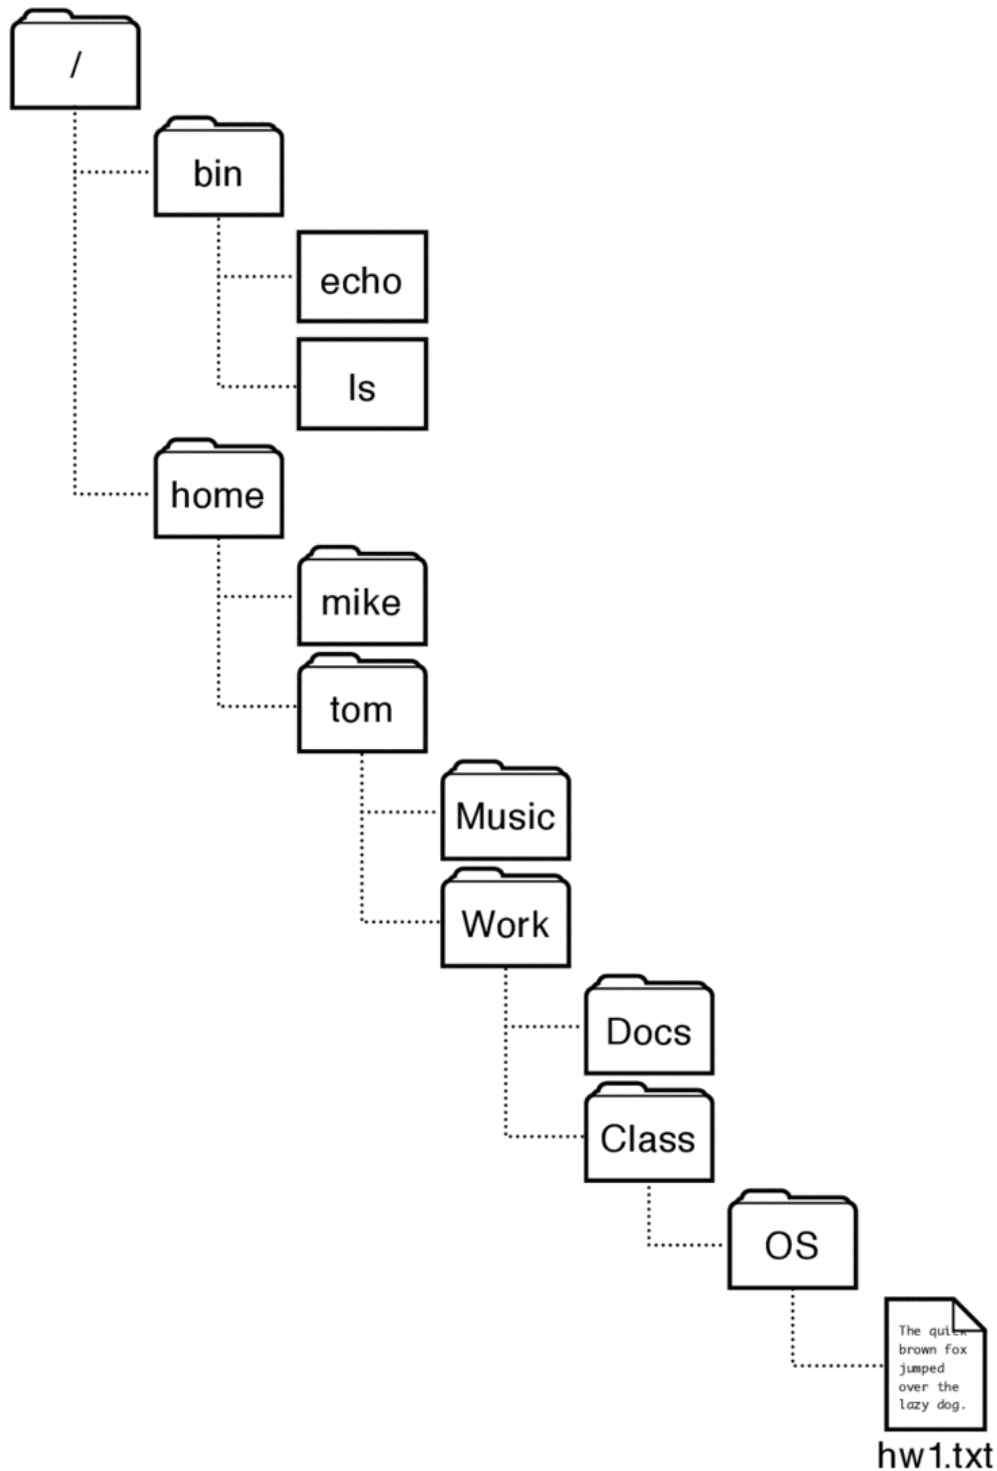 /
bin
echo
ls
home
mike
tom
Music
Work
Docs
Class
OS
The quick
brown fox
jumped
over the
lazy dog.
hw1.txt